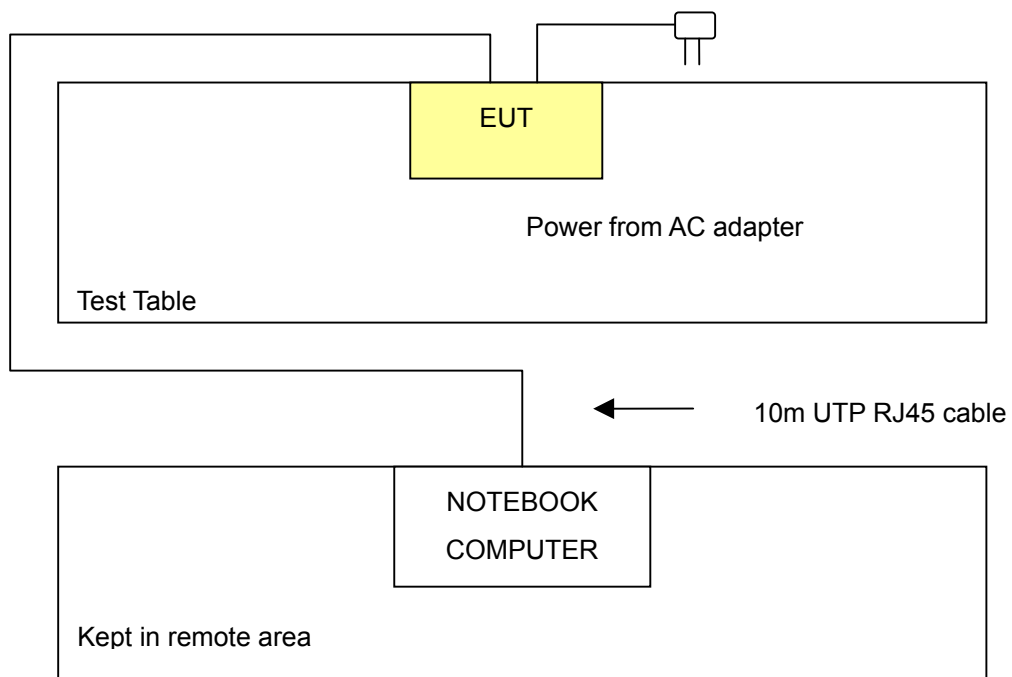 EUT
Power from AC adapter
Test Table
10m UTP RJ45 cable
NOTEBOOK
COMPUTER
Kept in remote area